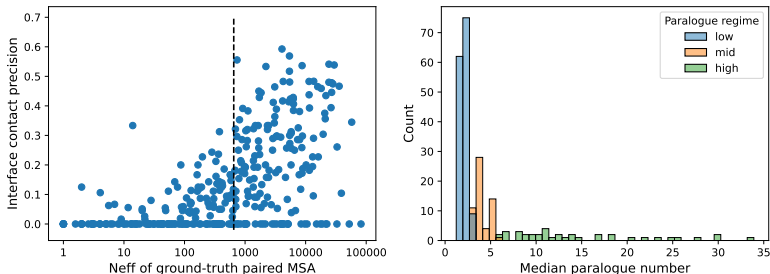 Interface contact precision
0.7
0.6
0.5
0.4
0.3
0.2
0.1
0.0
1 10 100 1000 10000 100000
Neff of ground-truth paired MSA
Count
70
60
50
40
30
20
10
0
Paralogue regime
low
mid
high
0 5 10 15 20 25 30 35
Median paralogue number